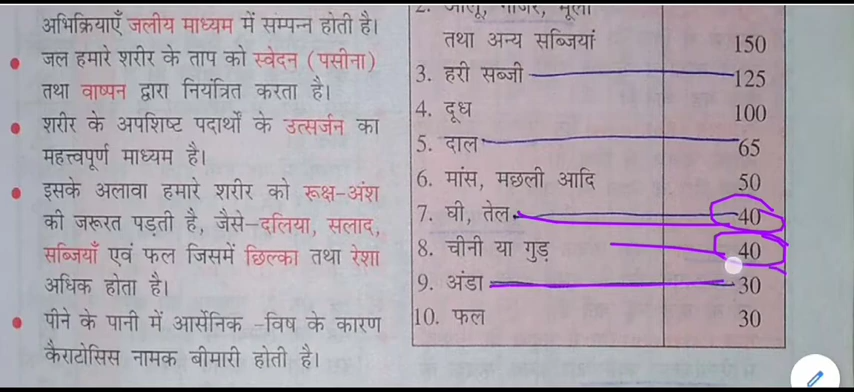 अभिक्रियाएँ जलीय माध्यम में सम्पन्न होती है।
जल हमारे शरीर के ताप को स्वेदन (पसीना)
तथा वाष्पन द्वारा नियंत्रित करता है।
शरीर के अपशिष्ट पदार्थो के उत्सर्जन का
महत्त्वपूर्ण माध्यम है।
इसके अलावा हमारे शरीर को रूक्ष-अंश
की जरूरत पड़ती है, जैसे-दलिया, सलाद,
सब्जियाँ एवं फल जिसमें छिल्का तथा रेशा
अधिक होता है।
पीने के पानी में आर्सेनिक -विष के कारण
कैराटोसिस नामक बीमारी होती है।
2. आलू, गाजर, मूली
तथा अन्य सब्जियां 150
3. हरी सब्जी 125
4. दूध 100
5. दाल 65
6. मांस, मछली आदि 50
7. घी, तेल 40
8. चीनी या गुड़ 40
9. अंडा 30
10. फल 30